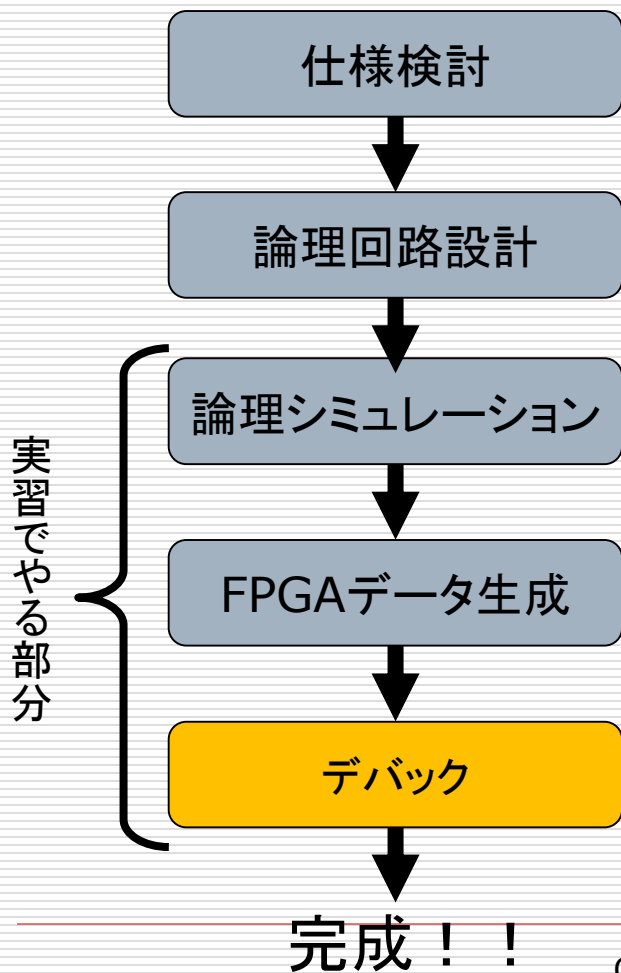 仕様検討
論理回路設計
論理シミュレーション
実習でやる部分
FPGAデータ生成
デバック
完成！！